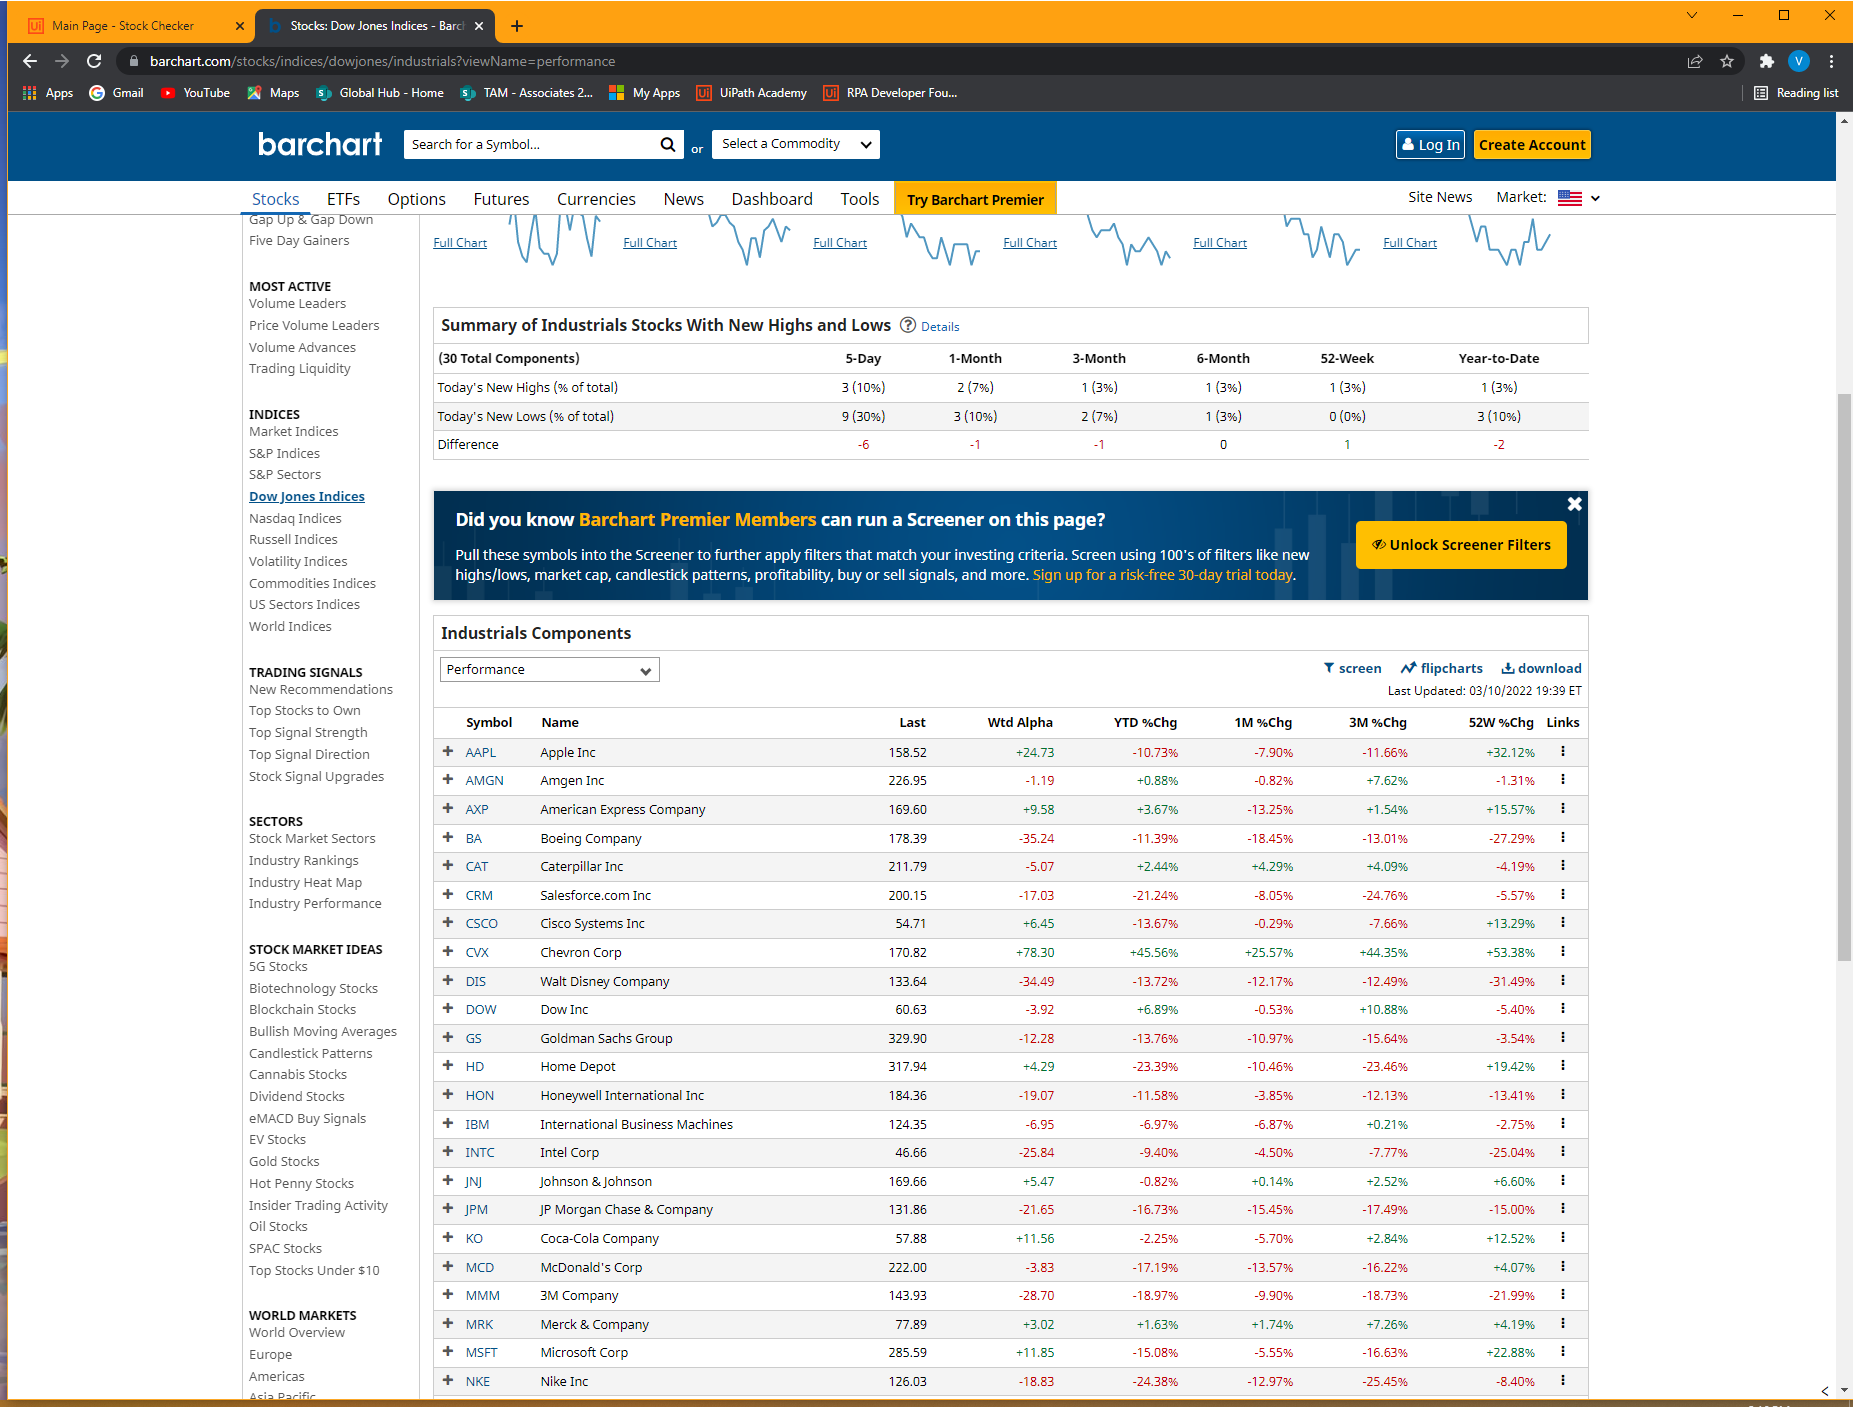 Main Page - Stock Checker
Stocks: Dow Jones Indices - Barc
barchart.com/stocks/indices/dowjones/industrials?viewName=performance
V
Apps Gmail YouTube Maps Global Hub - Home TAM - Associates 2... My Apps UiPath Academy RPA Developer Fou... Reading list
barchart Search for a Symbol... or Select a Commodity Log In Create Account
Stocks ETFs Options Futures Currencies News Dashboard Tools Try Barchart Premier Site News Market:
Gap Up & Gap Down
Five Day Gainers
MOST ACTIVE
Volume Leaders
Price Volume Leaders
Volume Advances
Trading Liquidity
INDICES
Market Indices
S&P Indices
S&P Sectors
Dow Jones Indices
Nasdaq Indices
Russell Indices
Volatility Indices
Commodities Indices
US Sectors Indices
World Indices
TRADING SIGNALS
New Recommendations
Top Stocks to Own
Top Signal Strength
Top Signal Direction
Stock Signal Upgrades
SECTORS
Stock Market Sectors
Industry Rankings
Industry Heat Map
Industry Performance
STOCK MARKET IDEAS
5G Stocks
Biotechnology Stocks
Blockchain Stocks
Bullish Moving Averages
Candlestick Patterns
Cannabis Stocks
Dividend Stocks
eMACD Buy Signals
EV Stocks
Gold Stocks
Hot Penny Stocks
Insider Trading Activity
Oil Stocks
SPAC Stocks
Top Stocks Under $10
WORLD MARKETS
World Overview
Europe
Americas
Asia Pacific
Full Chart Full Chart Full Chart Full Chart Full Chart Full Chart
Summary of Industrials Stocks With New Highs and Lows ? Details
(30 Total Components) 5-Day 1-Month 3-Month 6-Month 52-Week Year-to-Date
Today's New Highs (% of total) 3 (10%) 2 (7%) 1 (3%) 1 (3%) 1 (3%) 1 (3%)
Today's New Lows (% of total) 9 (30%) 3 (10%) 2 (7%) 1 (3%) 0 (0%) 3 (10%)
Difference -6 -1 -1 0 1 -2
Did you know Barchart Premier Members can run a Screener on this page?
Pull these symbols into the Screener to further apply filters that match your investing criteria. Screen using 100's of filters like new
highs/lows, market cap, candlestick patterns, profitability, buy or sell signals, and more. Sign up for a risk-free 30-day trial today.
Unlock Screener Filters
Industrials Components
Performance screen flipcharts download
Last Updated: 03/10/2022 19:39 ET
Symbol Name Last Wtd Alpha YTD %Chg 1M %Chg 3M %Chg 52W %Chg Links
AAPL Apple Inc 158.52 +24.73 -10.73% -7.90% -11.66% +32.12%
AMGN Amgen Inc 226.95 -1.19 +0.88% -0.82% +7.62% -1.31%
AXP American Express Company 169.60 +9.58 +3.67% -13.25% +1.54% +15.57%
BA Boeing Company 178.39 -35.24 -11.39% -18.45% -13.01% -27.29%
CAT Caterpillar Inc 211.79 -5.07 +2.44% +4.29% +4.09% -4.19%
CRM Salesforce.com Inc 200.15 -17.03 -21.24% -8.05% -24.76% -5.57%
CSCO Cisco Systems Inc 54.71 +6.45 -13.67% -0.29% -7.66% +13.29%
CVX Chevron Corp 170.82 +78.30 +45.56% +25.57% +44.35% +53.38%
DIS Walt Disney Company 133.64 -34.49 -13.72% -12.17% -12.49% -31.49%
DOW Dow Inc 60.63 -3.92 +6.89% -0.53% +10.88% -5.40%
GS Goldman Sachs Group 329.90 -12.28 -13.76% -10.97% -15.64% -3.54%
HD Home Depot 317.94 +4.29 -23.39% -10.46% -23.46% +19.42%
HON Honeywell International Inc 184.36 -19.07 -11.58% -3.85% -12.13% -13.41%
IBM International Business Machines 124.35 -6.95 -6.97% -6.87% +0.21% -2.75%
INTC Intel Corp 46.66 -25.84 -9.40% -4.50% -7.77% -25.04%
JNJ Johnson & Johnson 169.66 +5.47 -0.82% +0.14% +2.52% +6.60%
JPM JP Morgan Chase & Company 131.86 -21.65 -16.73% -15.45% -17.49% -15.00%
KO Coca-Cola Company 57.88 +11.56 -2.25% -5.70% +2.84% +12.52%
MCD McDonald's Corp 222.00 -3.83 -17.19% -13.57% -16.22% +4.07%
MMM 3M Company 143.93 -28.70 -18.97% -9.90% -18.73% -21.99%
MRK Merck & Company 77.89 +3.02 +1.63% +1.74% +7.26% +4.19%
MSFT Microsoft Corp 285.59 +11.85 -15.08% -5.55% -16.63% +22.88%
NKE Nike Inc 126.03 -18.83 -24.38% -12.97% -25.45% -8.40%